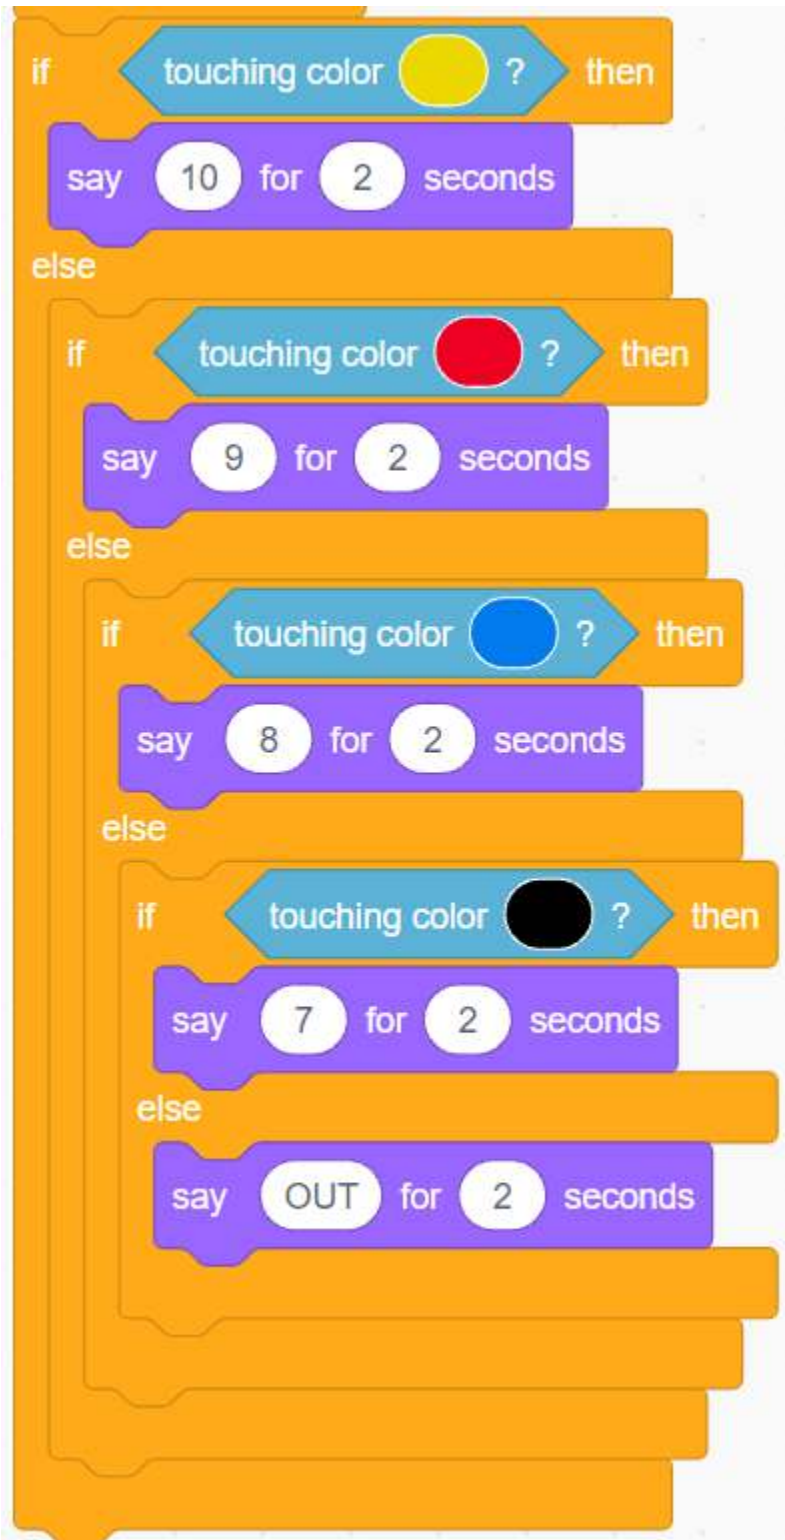 if touching color ? then
say 10 for 2 seconds
else
if touching color ? then
say 9 for 2 seconds
else
if touching color ? then
say 8 for 2 seconds
else
if touching color ? then
say 7 for 2 seconds
else
say OUT for 2 seconds